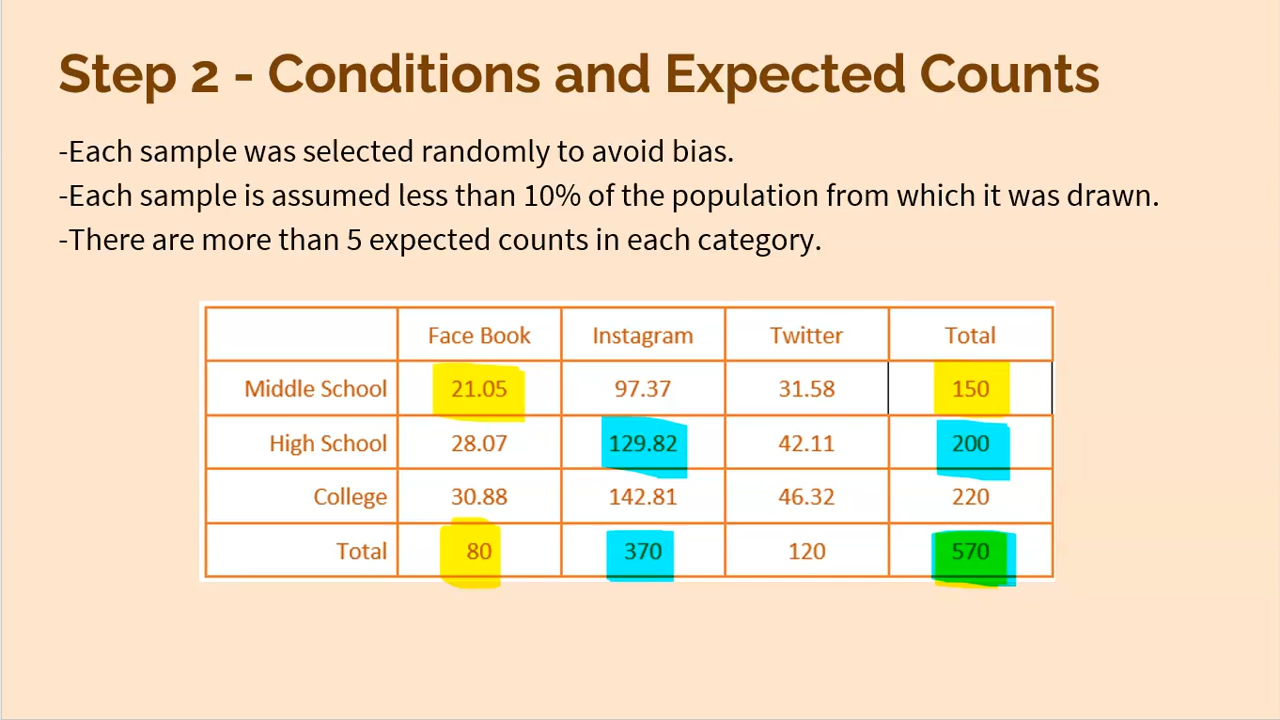 Step 2 - Conditions and Expected Counts
-Each sample was selected randomly to avoid bias.
-Each sample is assumed less than 10% of the population from which it was drawn.
-There are more than 5 expected counts in each category.
Face Book Instagram Twitter Total
Middle School 21.05 97.37 31.58 150
High School 28.07 129.82 42.11 200
College 30.88 142.81 46.32 220
Total 80 370 120 570